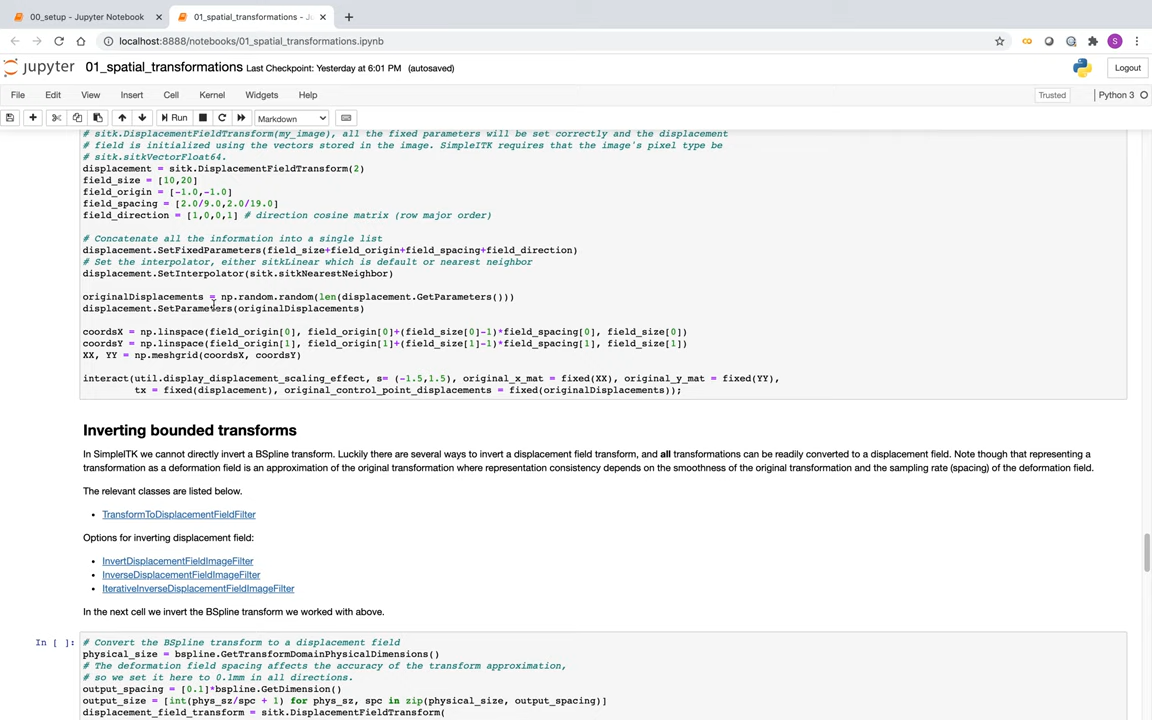 00_setup - Jupyter Notebook
01_spatial_transformations - Ju
localhost:8888/notebooks/01_spatial_transformations.ipynb
S
jupyter 01_spatial_transformations Last Checkpoint: Yesterday at 6:01 PM (autosaved)
Logout
File Edit View Insert Cell Kernel Widgets Help
Trusted
Python 3
Run
Markdown
# sitk.DisplacementFieldTransform(my_image), all the fixed parameters will be set correctly and the displacement
# field is initialized using the vectors stored in the image. SimpleITK requires that the image's pixel type be
# sitk.sitkVectorFloat64.
displacement = sitk.DisplacementFieldTransform(2)
field_size = [10,20]
field_origin = [-1.0,-1.0]
field_spacing = [2.0/9.0,2.0/19.0]
field_direction = [1,0,0,1] # direction cosine matrix (row major order)
# Concatenate all the information into a single list
displacement.SetFixedParameters(field_size+field_origin+field_spacing+field_direction)
# Set the interpolator, either sitkLinear which is default or nearest neighbor
displacement.SetInterpolator(sitk.sitkNearestNeighbor)
originalDisplacements = np.random.random(len(displacement.GetParameters()))
displacement.SetParameters(originalDisplacements)
coordsX = np.linspace(field_origin[0], field_origin[0]+(field_size[0]-1)*field_spacing[0], field_size[0])
coordsY = np.linspace(field_origin[1], field_origin[1]+(field_size[1]-1)*field_spacing[1], field_size[1])
XX, YY = np.meshgrid(coordsX, coordsY)
interact(util.display_displacement_scaling_effect, s= (-1.5,1.5), original_x_mat = fixed(XX), original_y_mat = fixed(YY),
tx = fixed(displacement), original_control_point_displacements = fixed(originalDisplacements));
Inverting bounded transforms
In SimpleITK we cannot directly invert a BSpline transform. Luckily there are several ways to invert a displacement field transform, and all transformations can be readily converted to a displacement field. Note though that representing a
transformation as a deformation field is an approximation of the original transformation where representation consistency depends on the smoothness of the original transformation and the sampling rate (spacing) of the deformation field.
The relevant classes are listed below.
• TransformToDisplacementFieldFilter
Options for inverting displacement field:
• InvertDisplacementFieldImageFilter
• InverseDisplacementFieldImageFilter
• IterativeInverseDisplacementFieldImageFilter
In the next cell we invert the BSpline transform we worked with above.
In [ ]:
# Convert the BSpline transform to a displacement field
physical_size = bspline.GetTransformDomainPhysicalDimensions()
# The deformation field spacing affects the accuracy of the transform approximation,
# so we set it here to 0.1mm in all directions.
output_spacing = [0.1]*bspline.GetDimension()
output_size = [int(phys_sz/spc + 1) for phys_sz, spc in zip(physical_size, output_spacing)]
displacement_field_transform = sitk.DisplacementFieldTransform(